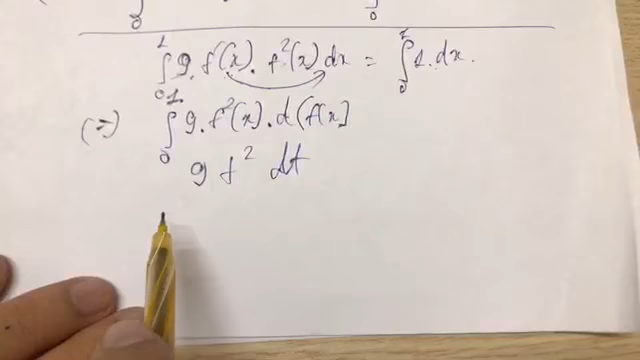 ∫₀¹ 9. f'(x) . f²(x) dx = ∫₀¹ 1. dx.
(=) ∫₀¹ 9. f²(x) . d(f(x]
9 f² dt